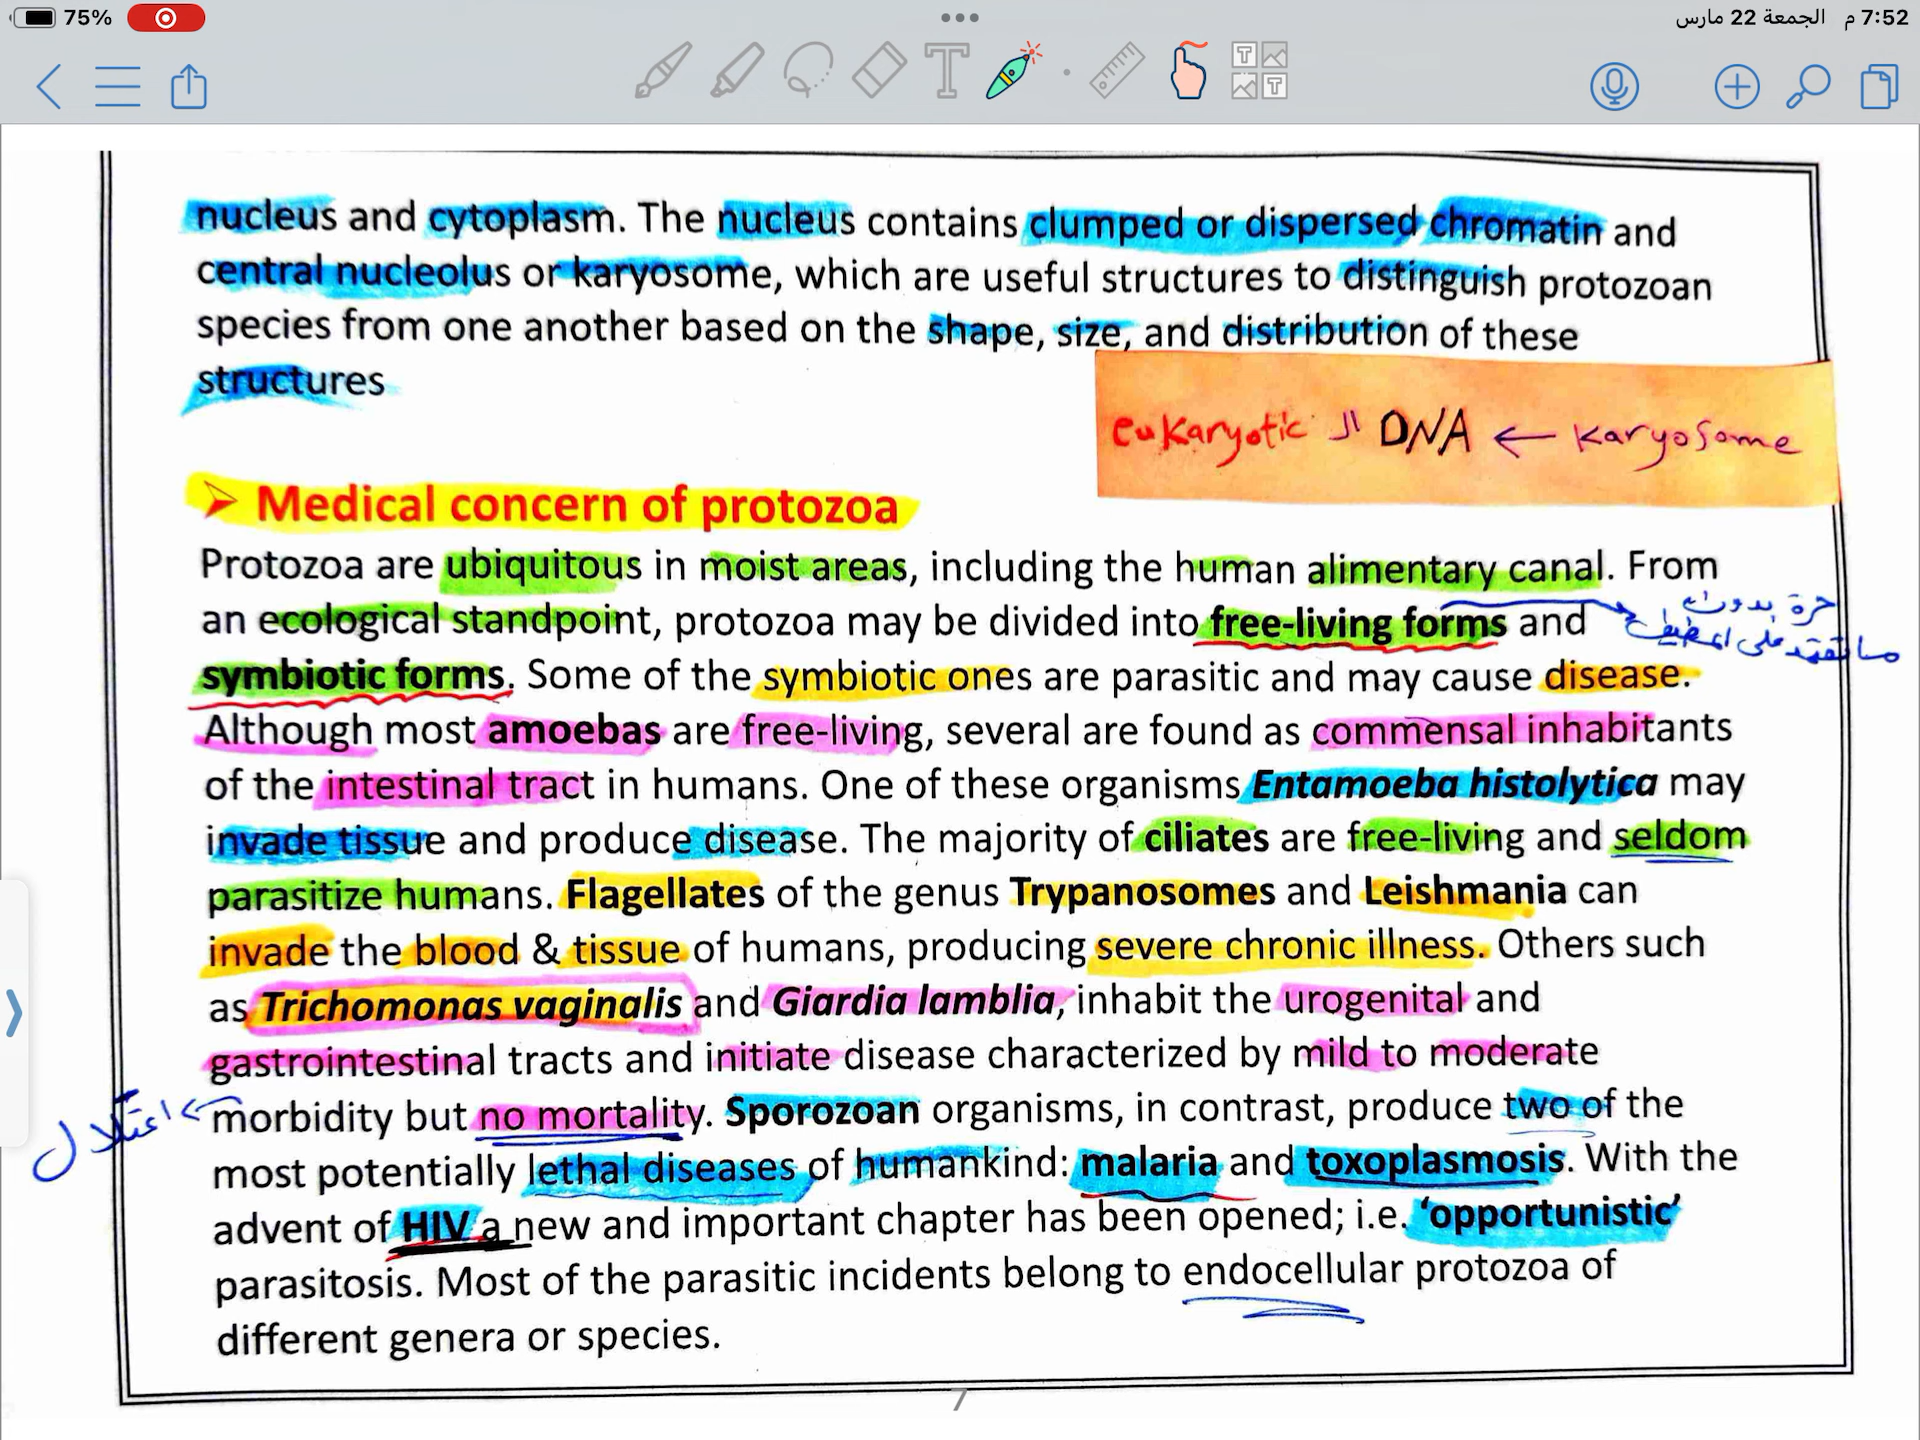 75%
7:52 م الجمعة 22 مارس
nucleus and cytoplasm. The nucleus contains clumped or dispersed chromatin and
central nucleolus or karyosome, which are useful structures to distinguish protozoan
species from one another based on the shape, size, and distribution of these
structures
eukaryotic ال DNA ← Karyosome
➢ Medical concern of protozoa
Protozoa are ubiquitous in moist areas, including the human alimentary canal. From
an ecological standpoint, protozoa may be divided into free-living forms and
حرة بدون
symbiotic forms. Some of the symbiotic ones are parasitic and may cause disease.
Although most amoebas are free-living, several are found as commensal inhabitants
of the intestinal tract in humans. One of these organisms Entamoeba histolytica may
invade tissue and produce disease. The majority of ciliates are free-living and seldom
parasitize humans. Flagellates of the genus Trypanosomes and Leishmania can
invade the blood & tissue of humans, producing severe chronic illness. Others such
as Trichomonas vaginalis and Giardia lamblia, inhabit the urogenital and
gastrointestinal tracts and initiate disease characterized by mild to moderate
اعتلال ← morbidity but no mortality. Sporozoan organisms, in contrast, produce two of the
most potentially lethal diseases of humankind: malaria and toxoplasmosis. With the
advent of HIV a new and important chapter has been opened; i.e. ‘opportunistic’
parasitosis. Most of the parasitic incidents belong to endocellular protozoa of
different genera or species.
7